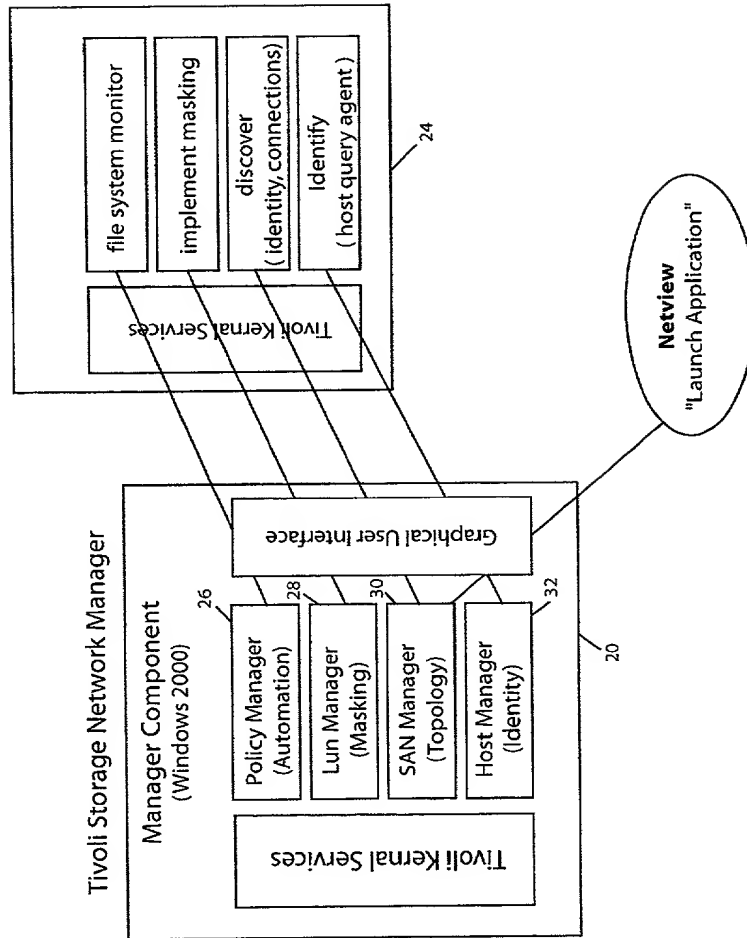 Tivoli Storage Network Manager
Manager Component
(Windows 2000)
Tivoli Kernal Services
Policy Manager
(Automation)
26
Lun Manager
(Masking)
28
SAN Manager
(Topology)
30
Host Manager
(Identity)
32
Graphical User Interface
20
Tivoli Kernal Services
file system monitor
implement masking
discover
( identity, connections)
Identify
( host query agent )
24
Netview
"Launch Application"